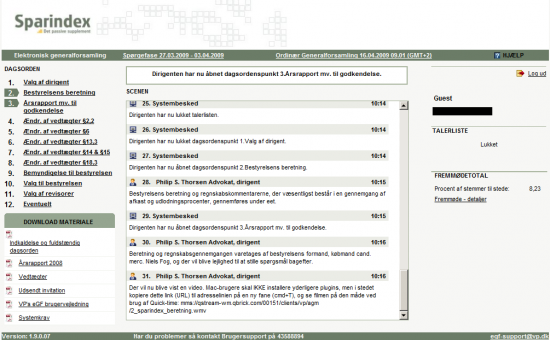 Sparindex
Det passive supplement
Elektronisk generalforsamling
Spørgefase 27.03.2009 - 03.04.2009
Ordinær Generalforsamling 16.04.2009 09:01 (GMT+2)
HJÆLP
DAGSORDEN
1. Valg af dirigent
2 Bestyrelsens beretning
3. Årsrapport mv. til
godkendelse
4. Ændr. af vedtægter §2.2
5. Ændr. af vedtægter §6
6. Ændr. af vedtægter §13.3
7. Ændr. af vedtægter §14 & §15
8. Ændr. af vedtægter §18.3
9. Bemyndigelse til bestyrelsen
10. Valg til bestyrelsen
11. Valg af revisorer
12. Eventuelt
DOWNLOAD MATERIALE
Indkaldelse og fuldstændig
dagsorden
Årsrapport 2008
Vedtægter
Udsendt invitation
VP's eGF brugervejledning
Systemkrav
Dirigenten har nu åbnet dagsordenspunkt 3.Årsrapport mv. til godkendelse.
SCENEN
25. Systembesked 10:14
Dirigenten har nu lukket talerlisten.
26. Systembesked 10:14
Dirigenten har nu lukket dagsordenspunkt 1.Valg af dirigent.
27. Systembesked 10:14
Dirigenten har nu åbnet dagsordenspunkt 2.Bestyrelsens beretning.
28. Philip S. Thorsen Advokat, dirigent 10:15
Bestyrelsens beretning og regnskabskommentarerne, der væsentligst består i en gennemgang af
afkast og udlodningsprocenter, gennemføres under eet.
29. Systembesked 10:15
Dirigenten har nu åbnet dagsordenspunkt 3.Årsrapport mv. til godkendelse.
30. Philip S. Thorsen Advokat, dirigent 10:16
Beretning og regnskabsgennemgangen varetages af bestyrelsens formand, købmand cand.
merc. Niels Fog, og der vil blive lejlighed til at stille spørgsmål bagefter.
31. Philip S. Thorsen Advokat, dirigent 10:16
Der vil nu blive vist en video. Mac-brugere skal IKKE installere yderligere plugins, men i stedet
kopiere dette link (URL) til adresselinien på en ny fane (cmd+T), og se filmen på den måde ved
brug af Quick-time: mms://qstream-wm.qbrick.com/00151/clients/vp/agm
/2_sparindex_beretning.wmv
Log ud
Guest
TALERLISTE
Lukket
FREMMØDETOTAL
Procent af stemmer til stede: 8,23
Fremmøde - detaljer
Version: 1.9.0.07
Har du problemer så kontakt Brugersupport på 43588894
egf-support@vp.dk